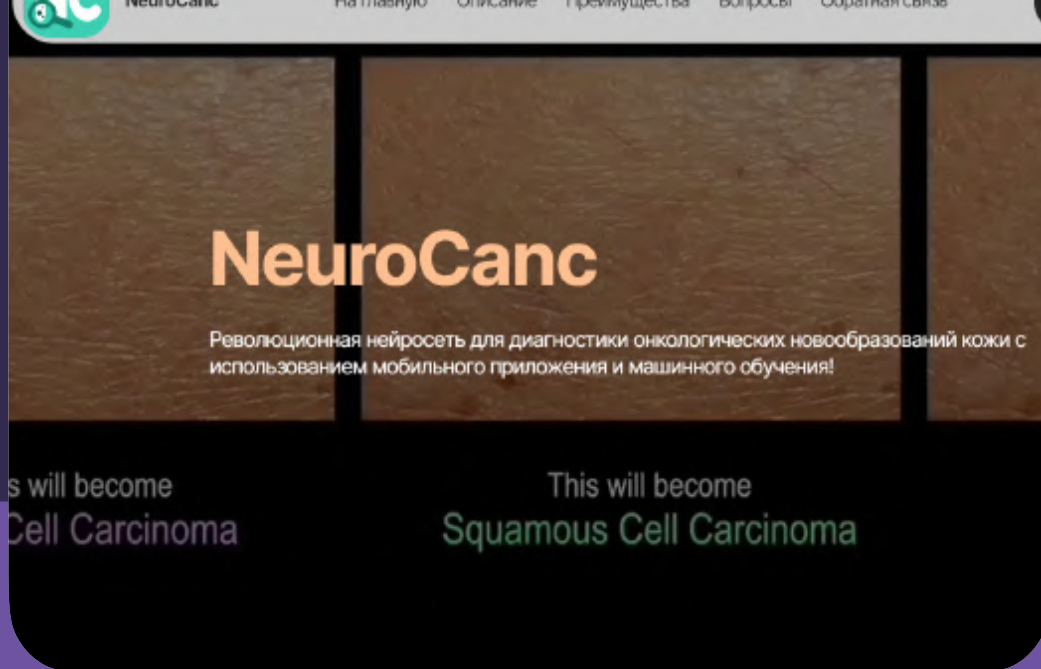 NeuroCanc
На главную Описание Преимущества Вопросы Обратная связь
NeuroCanc
Революционная нейросеть для диагностики онкологических новообразований кожи с
использованием мобильного приложения и машинного обучения!
s will become
Cell Carcinoma
This will become
Squamous Cell Carcinoma